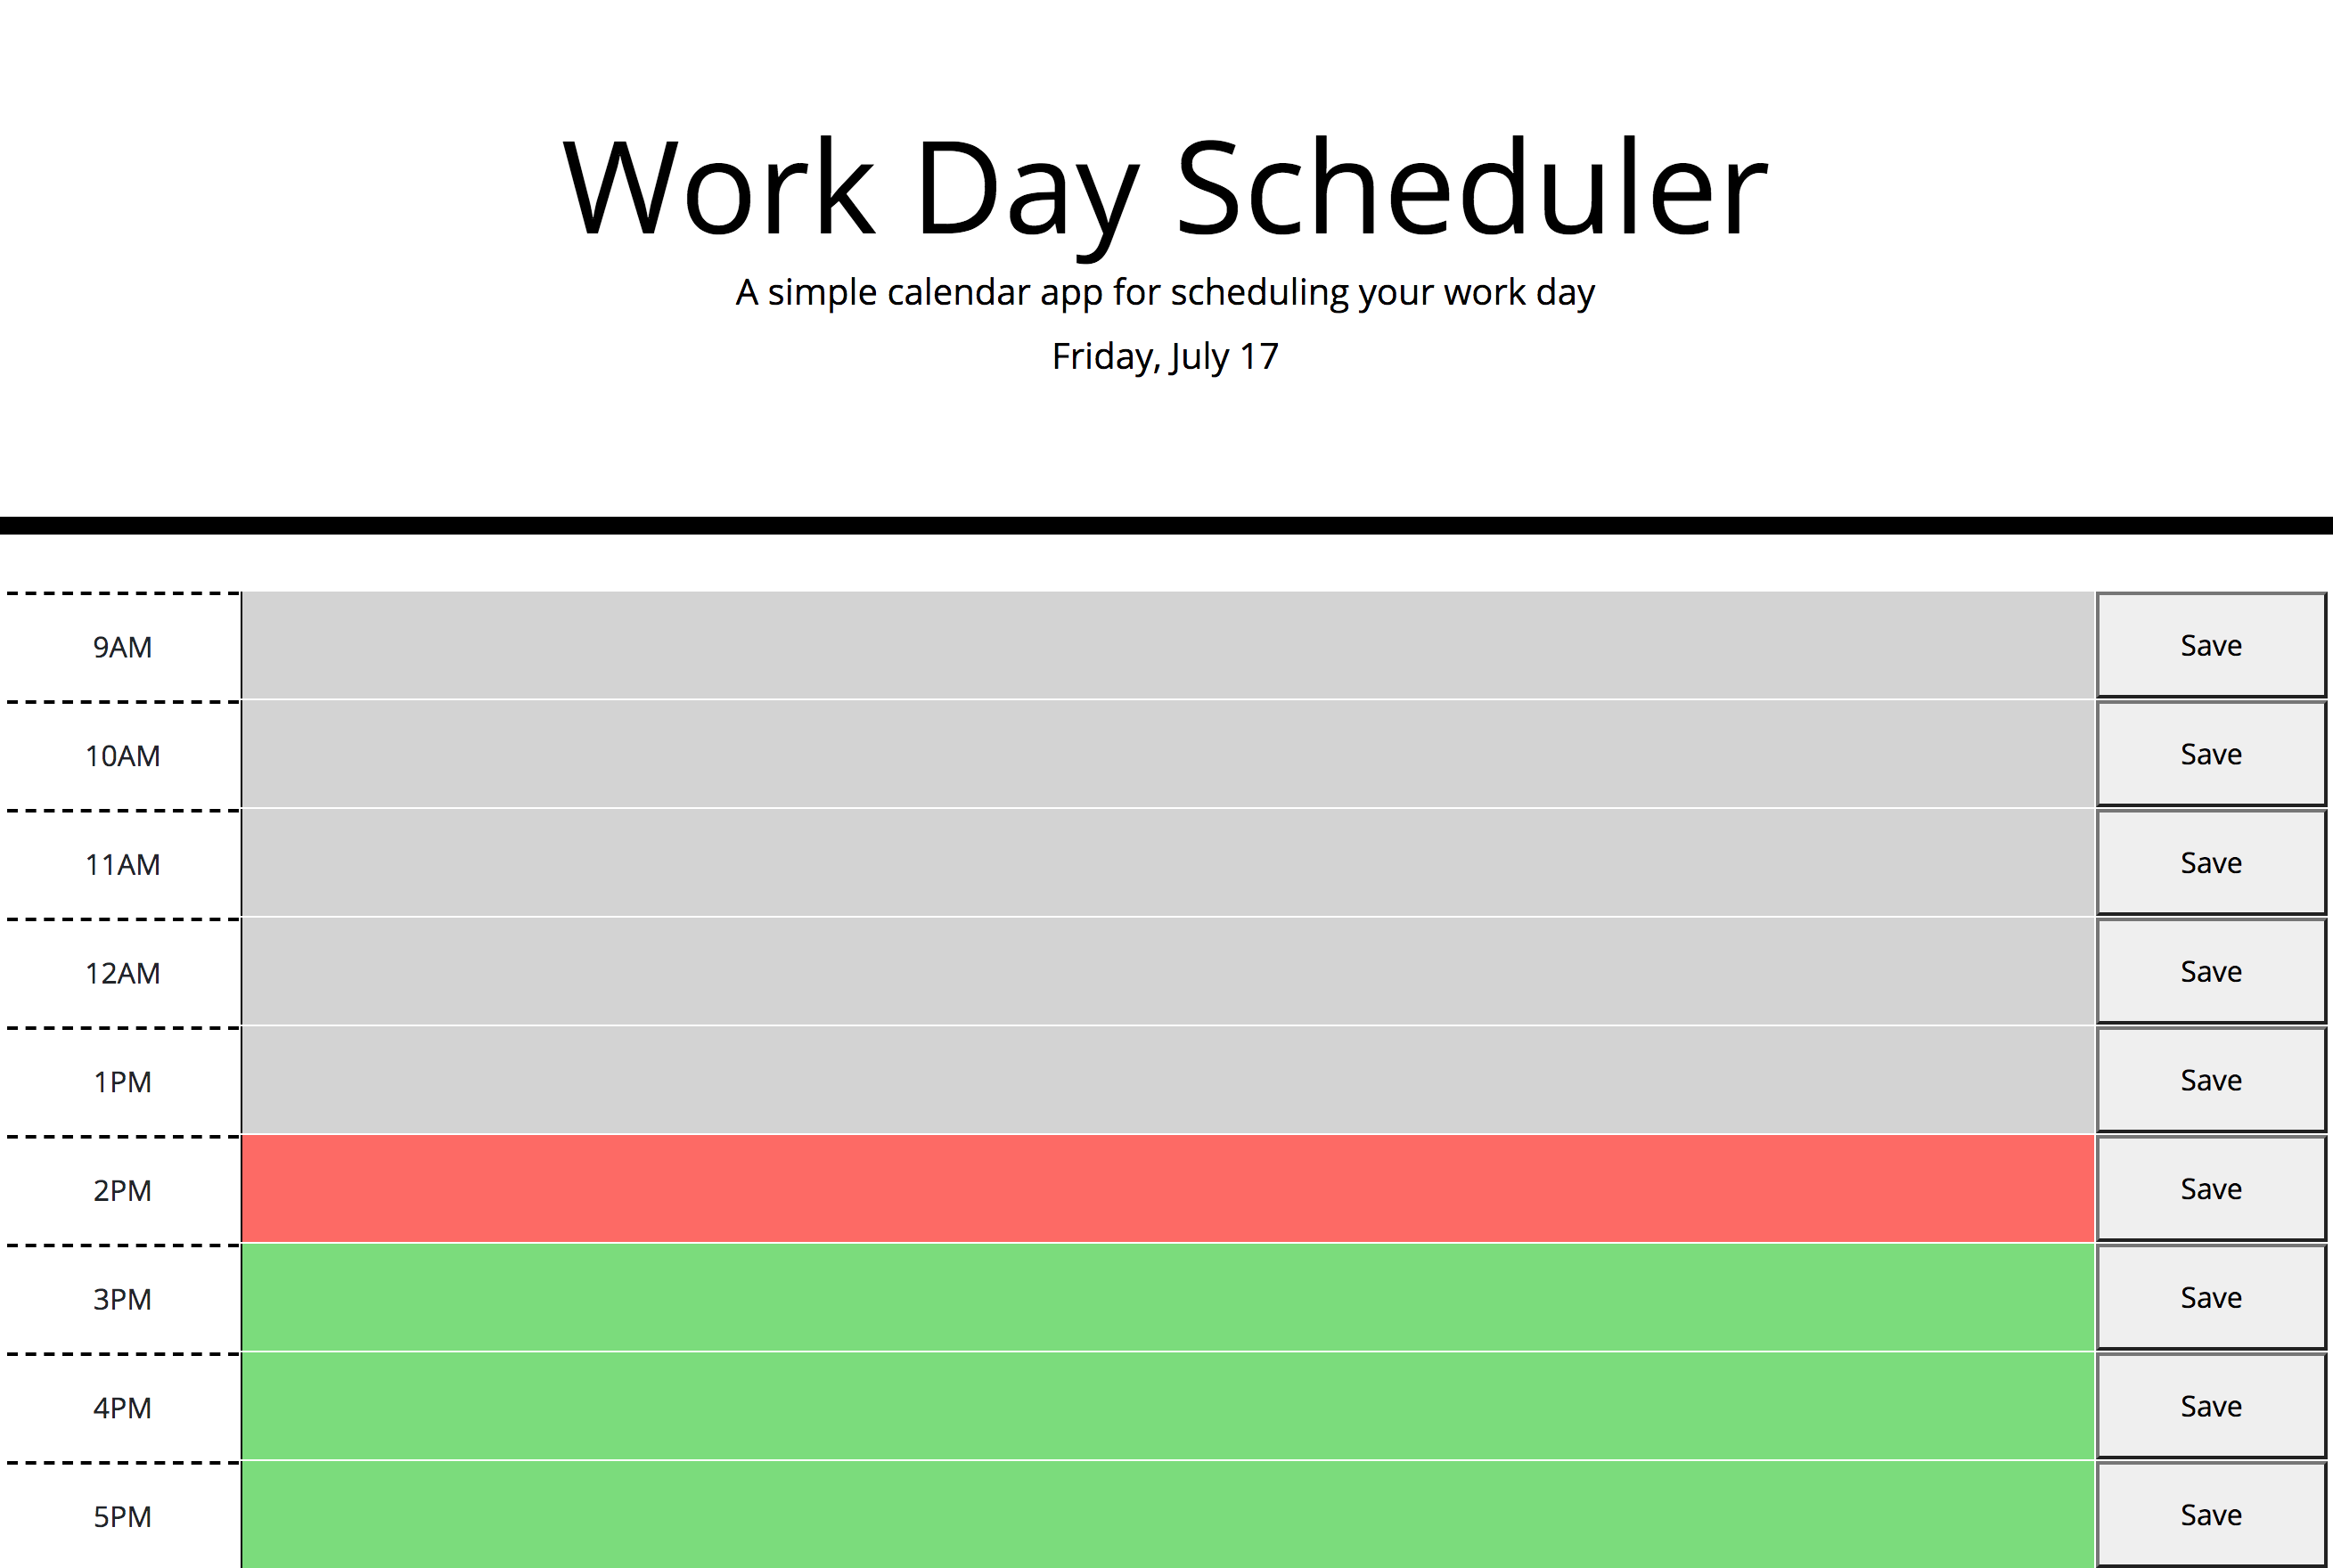 Work Day Scheduler
A simple calendar app for scheduling your work day
Friday, July 17
9AM Save
10AM Save
11AM Save
12AM Save
1PM Save
2PM Save
3PM Save
4PM Save
5PM Save